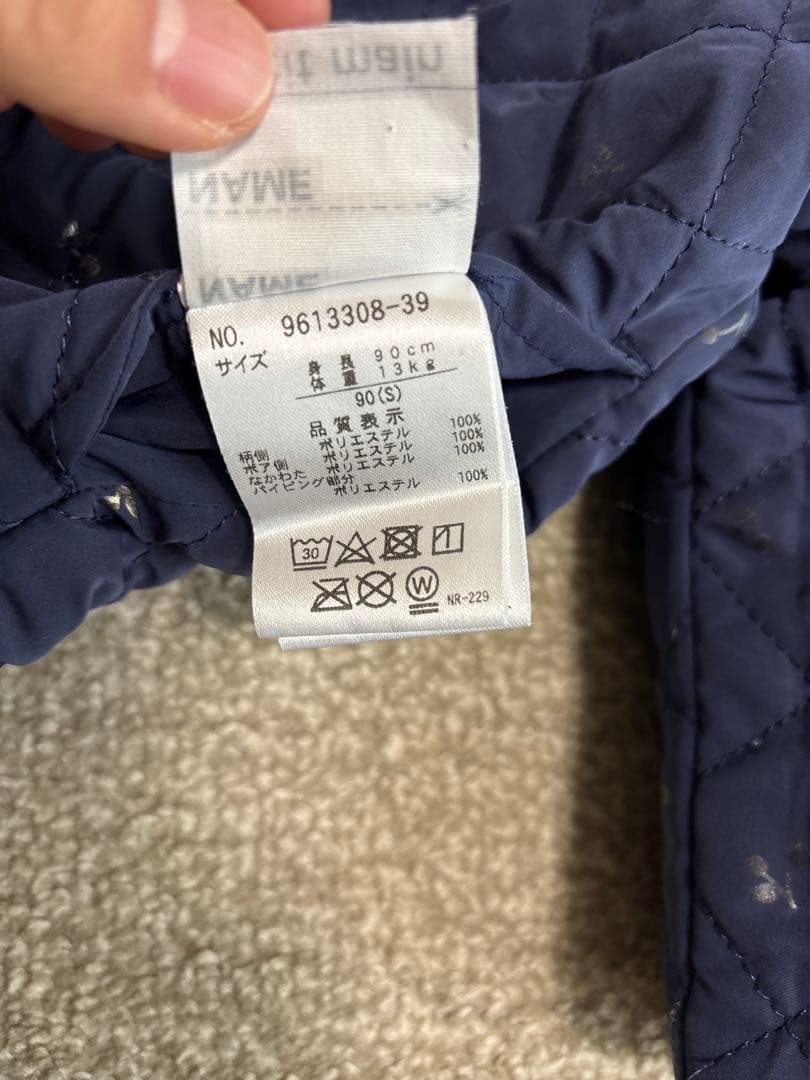 t main
NAME
NAME
NO. 9613308-39
サイズ
身長 90cm
体重 13kg
90(S)
品質表示
柄側 ポリエステル 100%
ボア側 ポリエステル 100%
なかわた ポリエステル 100%
パイピング部分 ポリエステル 100%
30
W
NR-229